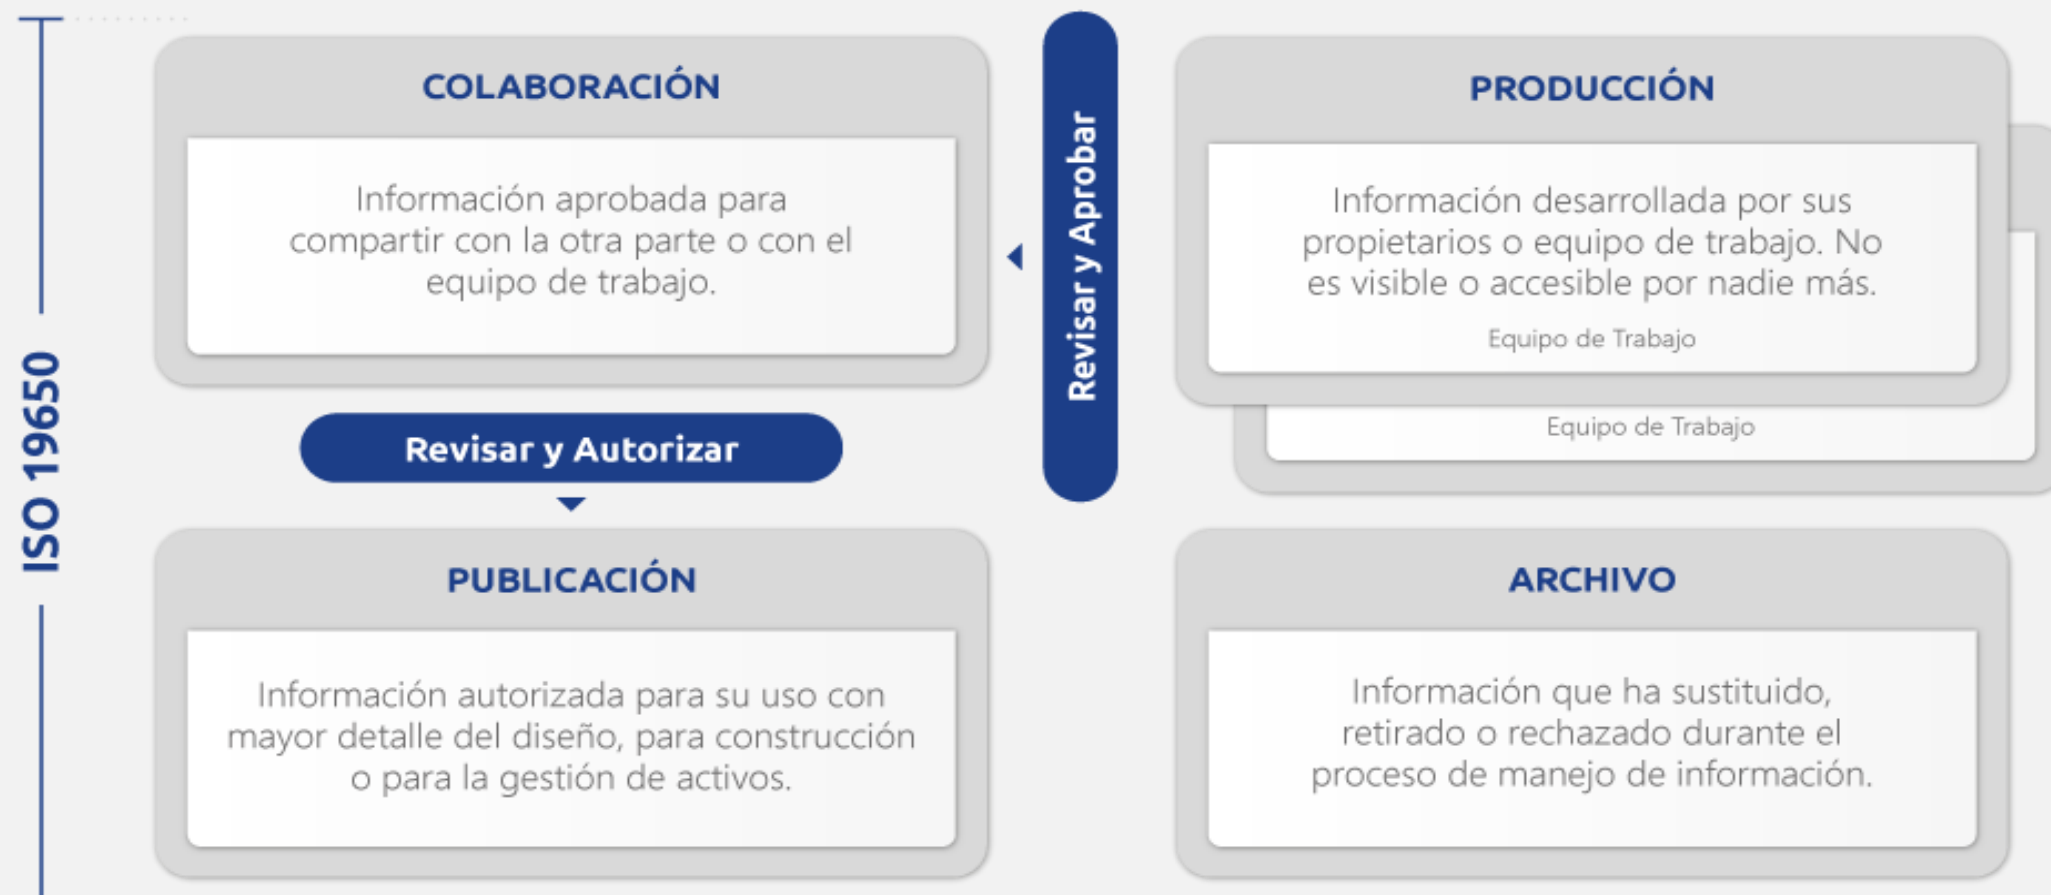 ISO 19650
COLABORACIÓN
Información aprobada para
compartir con la otra parte o con el
equipo de trabajo.
Revisar y Aprobar
PRODUCCIÓN
Información desarrollada por sus
propietarios o equipo de trabajo. No
es visible o accesible por nadie más.
Equipo de Trabajo
Equipo de Trabajo
Revisar y Autorizar
PUBLICACIÓN
Información autorizada para su uso con
mayor detalle del diseño, para construcción
o para la gestión de activos.
ARCHIVO
Información que ha sustituido,
retirado o rechazado durante el
proceso de manejo de información.